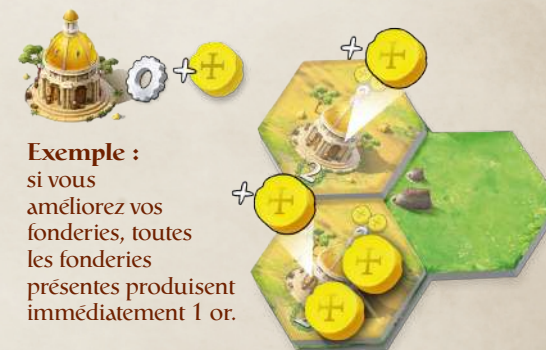 Exemple :
si vous
améliorez vos
fonderies, toutes
les fonderies
présentes produisent
immédiatement 1 or.